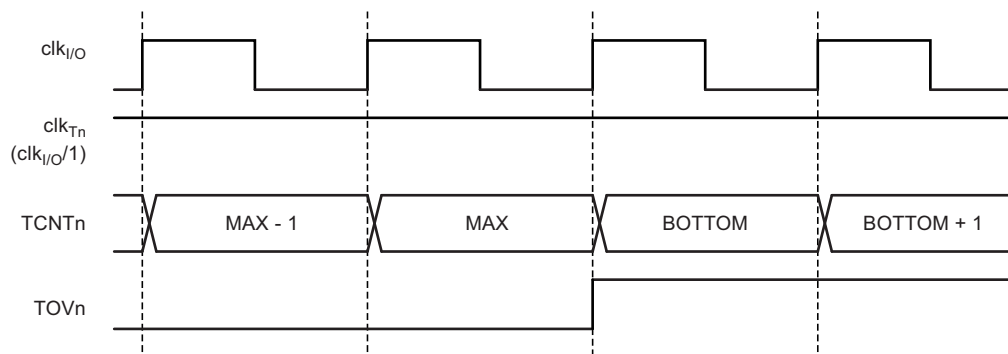 clkI/O
clkTn
(clkI/O/1)
TCNTn MAX - 1 MAX BOTTOM BOTTOM + 1
TOVn